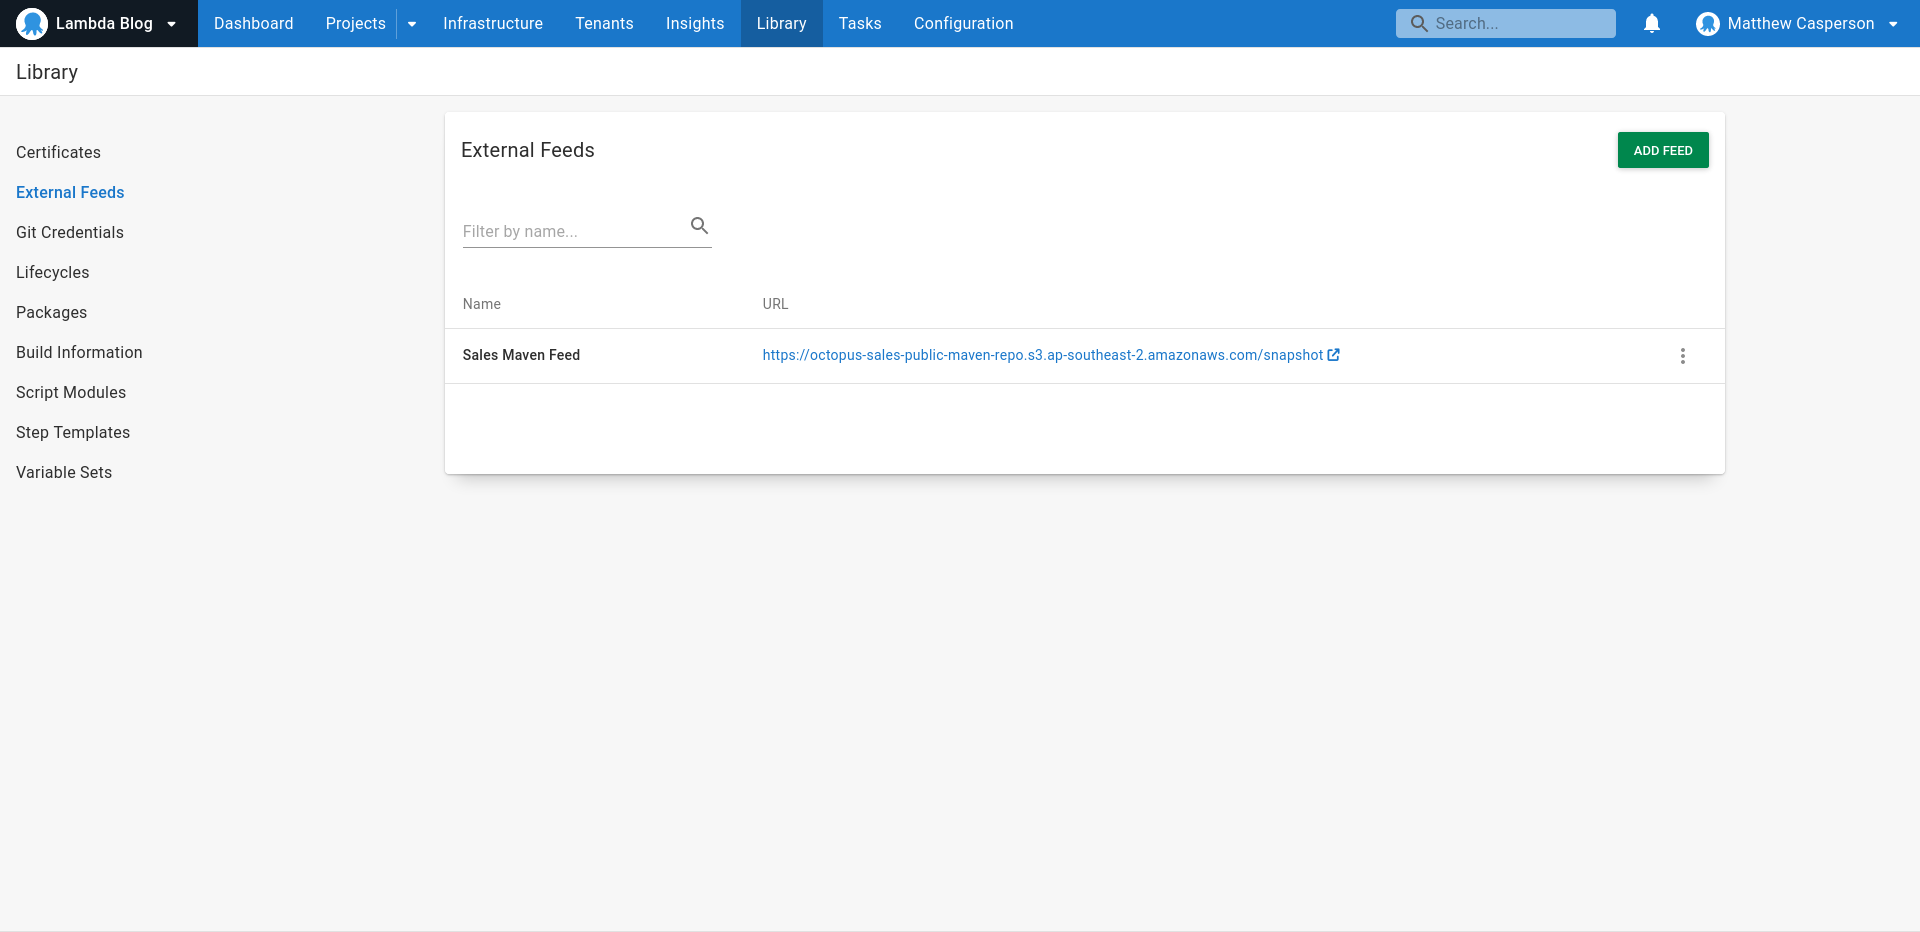 Lambda Blog Dashboard Projects Infrastructure Tenants Insights Library Tasks Configuration Search... Matthew Casperson
Library
Certificates
External Feeds
Git Credentials
Lifecycles
Packages
Build Information
Script Modules
Step Templates
Variable Sets
External Feeds ADD FEED
Filter by name...
Name URL
Sales Maven Feed https://octopus-sales-public-maven-repo.s3.ap-southeast-2.amazonaws.com/snapshot